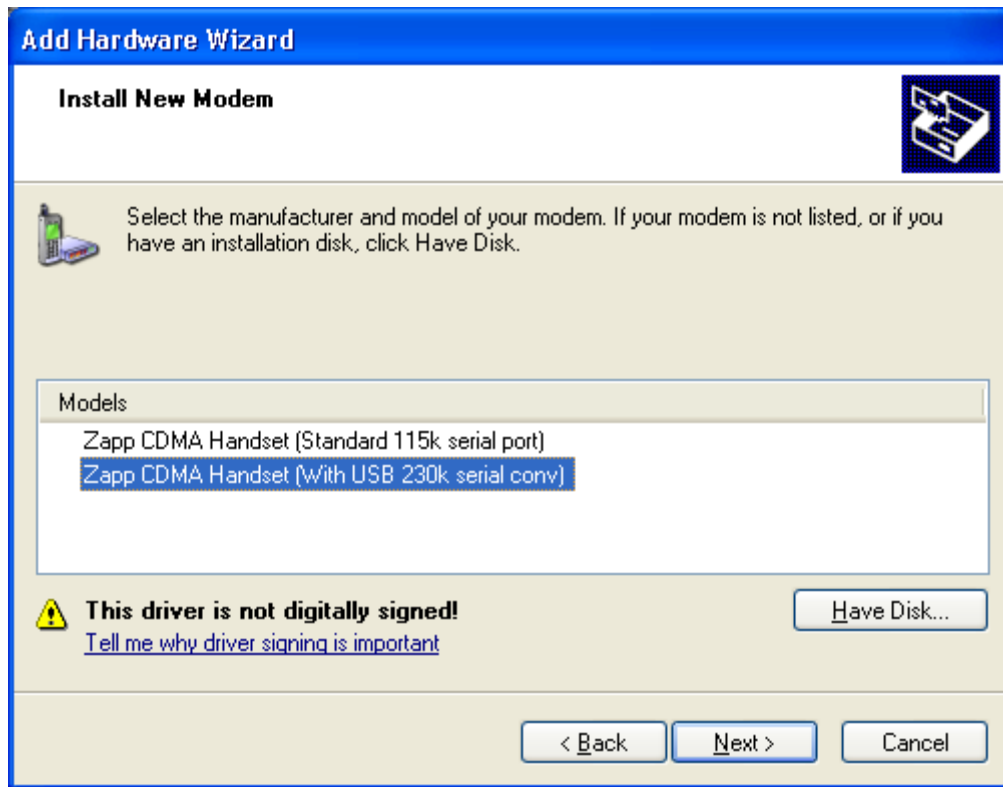 Add Hardware Wizard
Install New Modem
Select the manufacturer and model of your modem. If your modem is not listed, or if you
have an installation disk, click Have Disk.
Models
Zapp CDMA Handset (Standard 115k serial port)
Zapp CDMA Handset (With USB 230k serial conv)
This driver is not digitally signed!
Have Disk...
Tell me why driver signing is important
< Back Next > Cancel